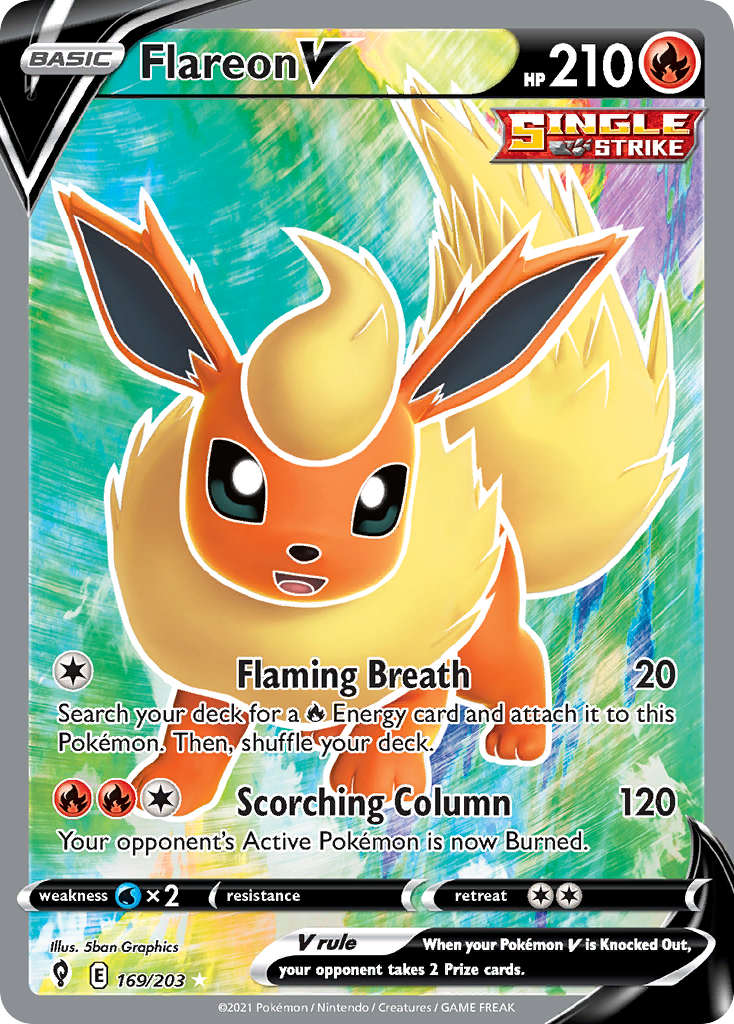 BASIC Flareon V HP 210
SINGLE
STRIKE
Flaming Breath 20
Search your deck for a Energy card and attach it to this
Pokémon. Then, shuffle your deck.
Scorching Column 120
Your opponent's Active Pokémon is now Burned.
weakness ×2 resistance retreat
Illus. 5ban Graphics
V rule When your Pokémon V is Knocked Out,
your opponent takes 2 Prize cards.
E 169/203
©2021 Pokémon / Nintendo / Creatures / GAME FREAK